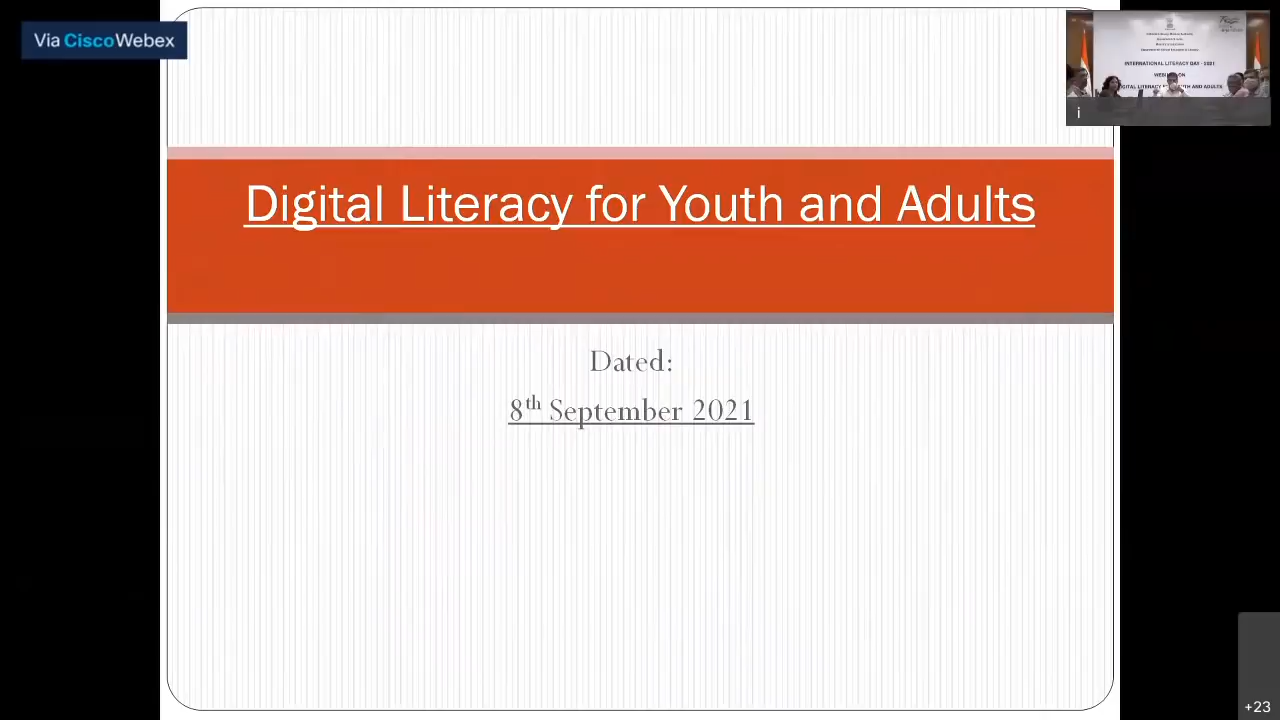 Via CiscoWebex
INTERNATIONAL LITERACY DAY - 2021
i
Digital Literacy for Youth and Adults
Dated:
8th September 2021
+23